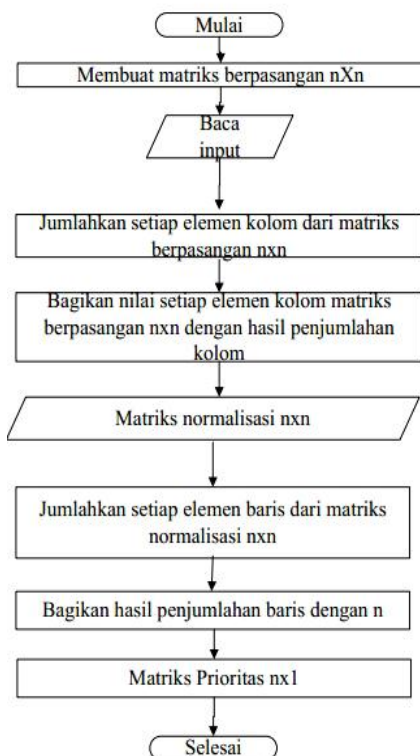 Mulai
Membuat matriks berpasangan nXn
Baca
input
Jumlahkan setiap elemen kolom dari matriks
berpasangan nxn
Bagikan nilai setiap elemen kolom matriks
berpasangan nxn dengan hasil penjumlahan
kolom
Matriks normalisasi nxn
Jumlahkan setiap elemen baris dari matriks
normalisasi nxn
Bagikan hasil penjumlahan baris dengan n
Matriks Prioritas nx1
Selesai